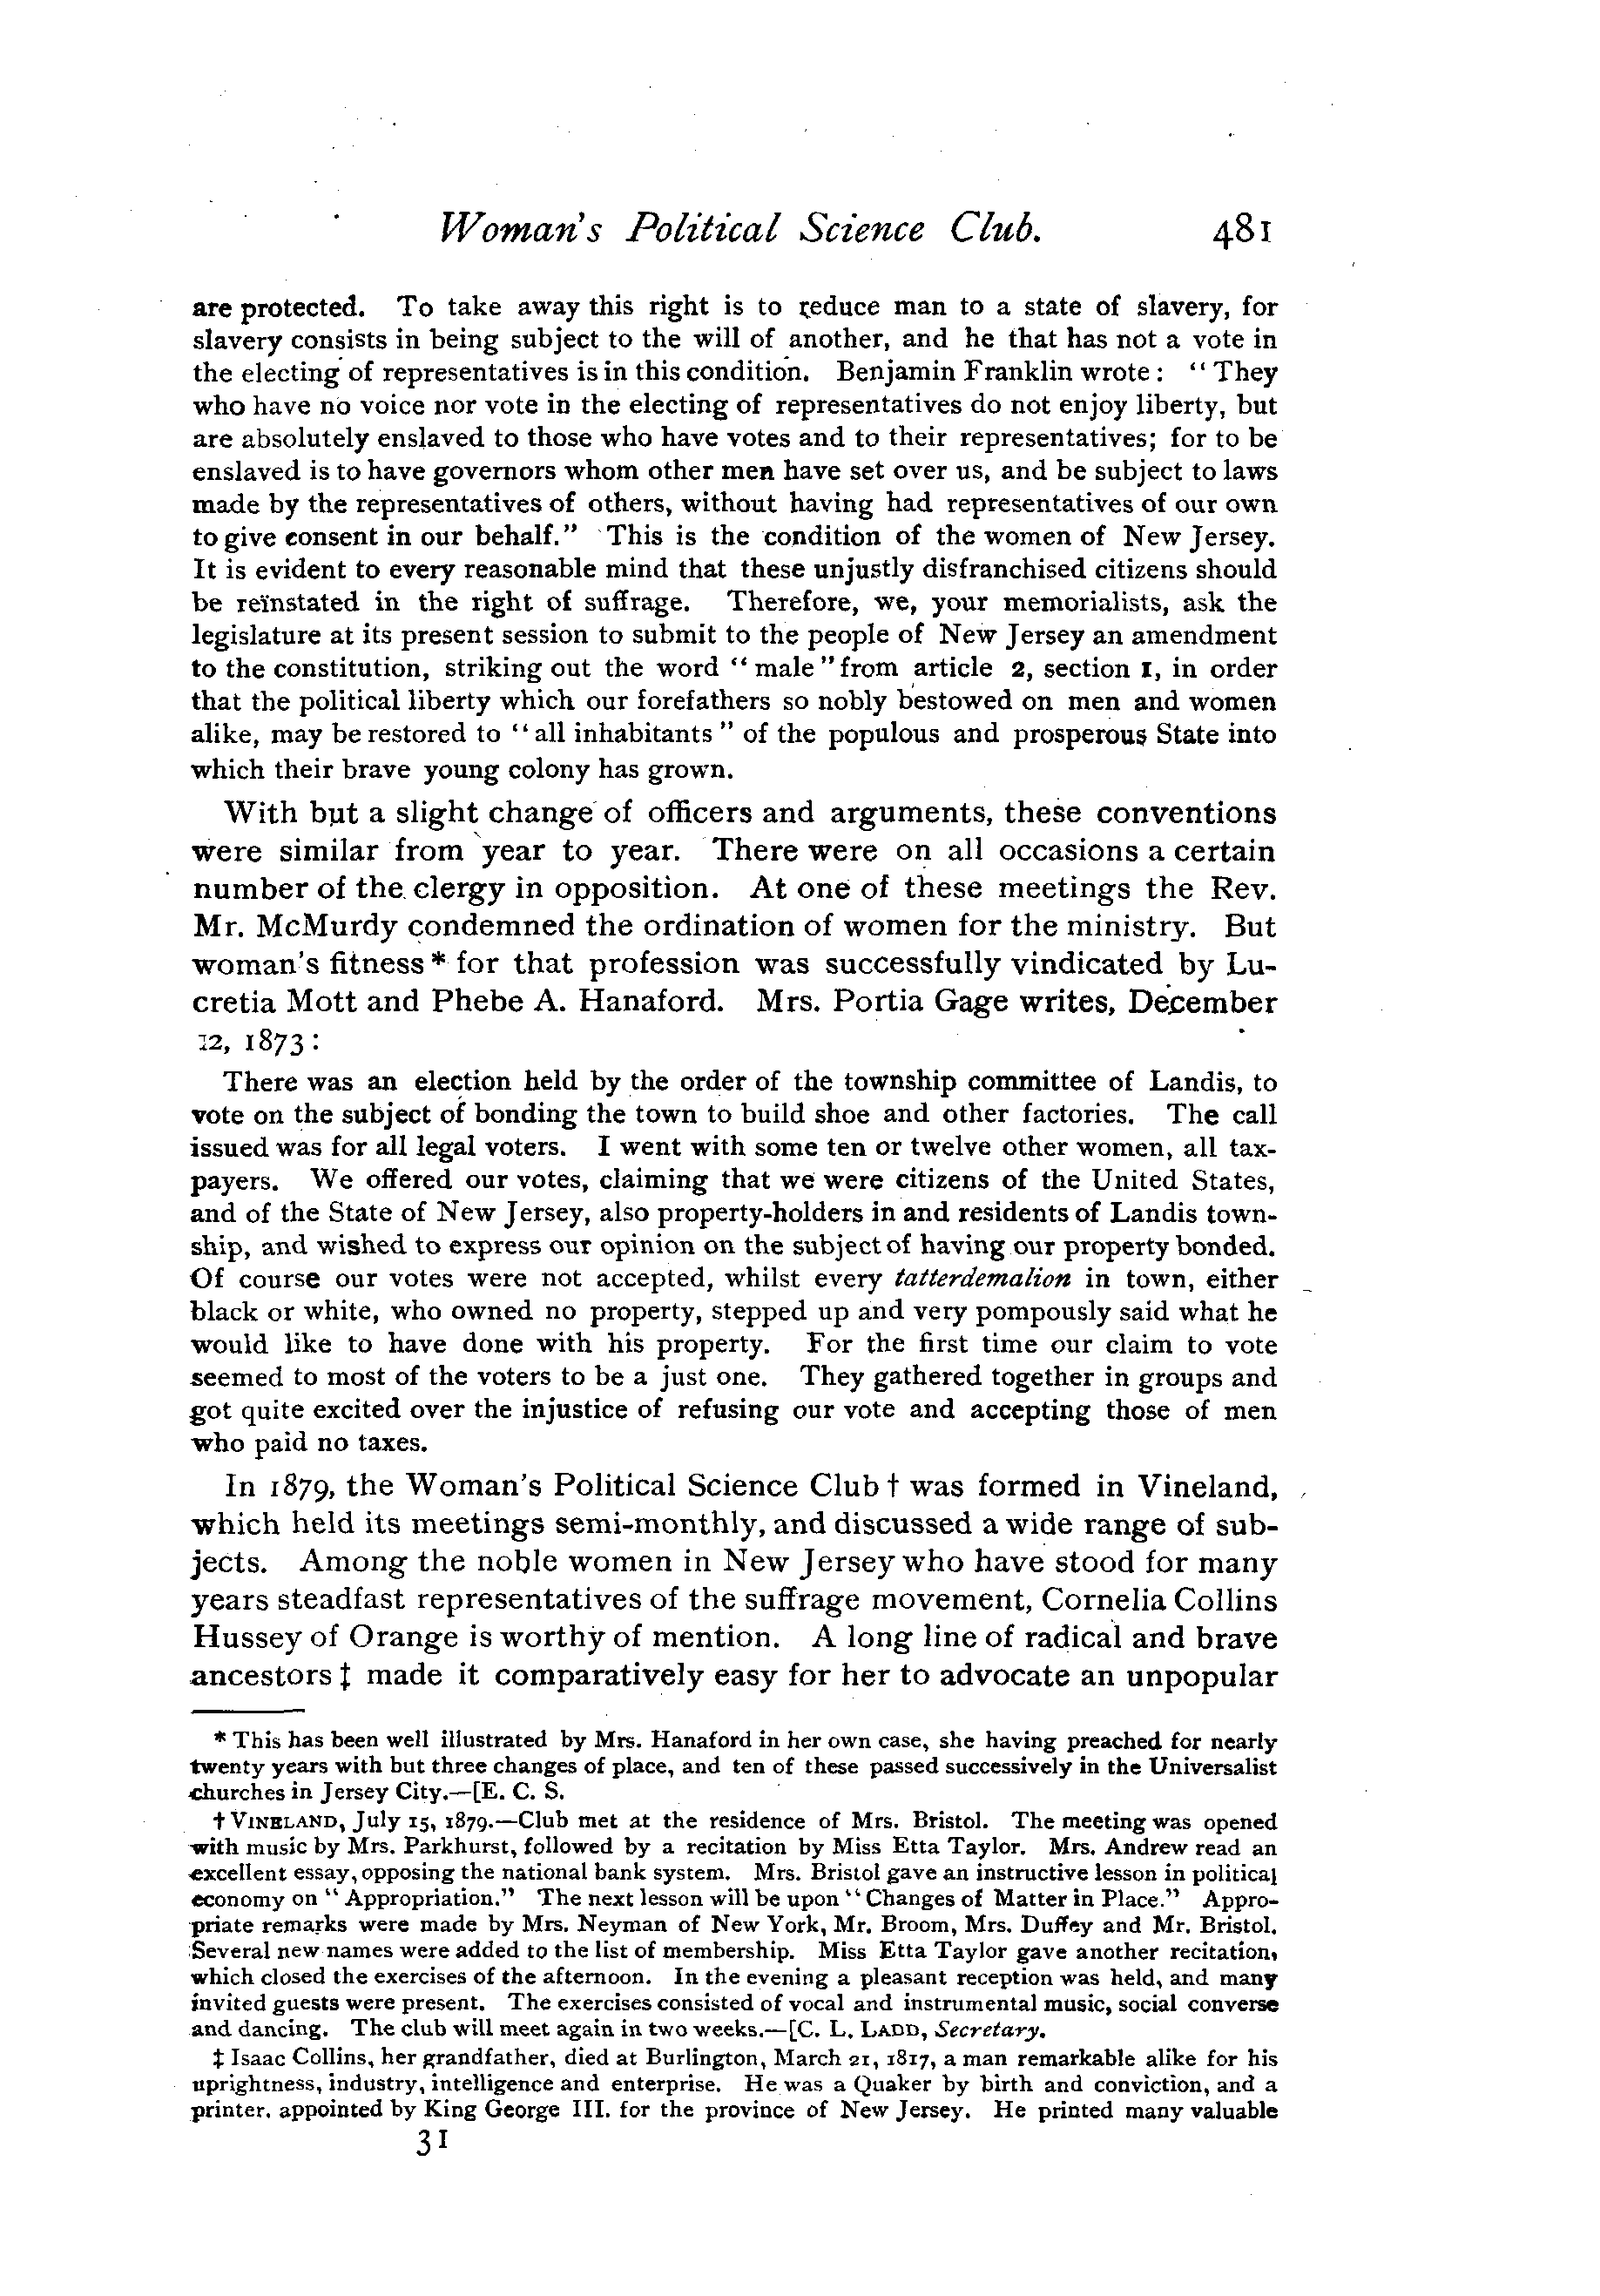 Woman's Political Science Club. 481
are protected. To take away this right is to reduce man to a state of slavery, for
slavery consists in being subject to the will of another, and he that has not a vote in
the electing of representatives is in this condition. Benjamin Franklin wrote: "They
who have no voice nor vote in the electing of representatives do not enjoy liberty, but
are absolutely enslaved to those who have votes and to their representatives; for to be
enslaved is to have governors whom other men have set over us, and be subject to laws
made by the representatives of others, without having had representatives of our own
to give consent in our behalf." This is the condition of the women of New Jersey.
It is evident to every reasonable mind that these unjustly disfranchised citizens should
be reïnstated in the right of suffrage. Therefore, we, your memorialists, ask the
legislature at its present session to submit to the people of New Jersey an amendment
to the constitution, striking out the word "male" from article 2, section 1, in order
that the political liberty which our forefathers so nobly bestowed on men and women
alike, may be restored to "all inhabitants" of the populous and prosperous State into
which their brave young colony has grown.
With but a slight change of officers and arguments, these conventions
were similar from year to year. There were on all occasions a certain
number of the clergy in opposition. At one of these meetings the Rev.
Mr. McMurdy condemned the ordination of women for the ministry. But
woman's fitness * for that profession was successfully vindicated by Lu-
cretia Mott and Phebe A. Hanaford. Mrs. Portia Gage writes, December
12, 1873:
There was an election held by the order of the township committee of Landis, to
vote on the subject of bonding the town to build shoe and other factories. The call
issued was for all legal voters. I went with some ten or twelve other women, all tax-
payers. We offered our votes, claiming that we were citizens of the United States,
and of the State of New Jersey, also property-holders in and residents of Landis town-
ship, and wished to express our opinion on the subject of having our property bonded.
Of course our votes were not accepted, whilst every tatterdemalion in town, either
black or white, who owned no property, stepped up and very pompously said what he
would like to have done with his property. For the first time our claim to vote
seemed to most of the voters to be a just one. They gathered together in groups and
got quite excited over the injustice of refusing our vote and accepting those of men
who paid no taxes.
In 1879, the Woman's Political Science Club † was formed in Vineland,
which held its meetings semi-monthly, and discussed a wide range of sub-
jects. Among the noble women in New Jersey who have stood for many
years steadfast representatives of the suffrage movement, Cornelia Collins
Hussey of Orange is worthy of mention. A long line of radical and brave
ancestors ‡ made it comparatively easy for her to advocate an unpopular
* This has been well illustrated by Mrs. Hanaford in her own case, she having preached for nearly
twenty years with but three changes of place, and ten of these passed successively in the Universalist
churches in Jersey City.—[E. C. S.
† VINELAND, July 15, 1879.—Club met at the residence of Mrs. Bristol. The meeting was opened
with music by Mrs. Parkhurst, followed by a recitation by Miss Etta Taylor. Mrs. Andrew read an
excellent essay, opposing the national bank system. Mrs. Bristol gave an instructive lesson in political
economy on "Appropriation." The next lesson will be upon "Changes of Matter in Place." Appro-
priate remarks were made by Mrs. Neyman of New York, Mr. Broom, Mrs. Duffey and Mr. Bristol.
Several new names were added to the list of membership. Miss Etta Taylor gave another recitation,
which closed the exercises of the afternoon. In the evening a pleasant reception was held, and many
invited guests were present. The exercises consisted of vocal and instrumental music, social converse
and dancing. The club will meet again in two weeks.—[C. L. LADD, Secretary.
‡ Isaac Collins, her grandfather, died at Burlington, March 21, 1817, a man remarkable alike for his
uprightness, industry, intelligence and enterprise. He was a Quaker by birth and conviction, and a
printer, appointed by King George III. for the province of New Jersey. He printed many valuable
31